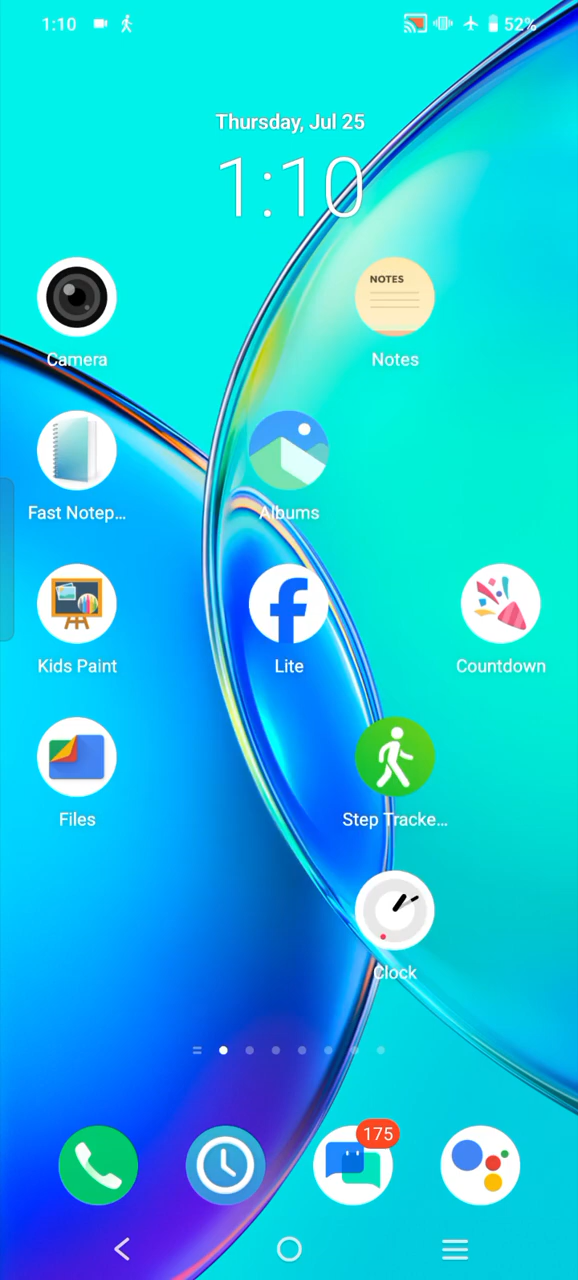 1:10
52%
Thursday, Jul 25
1:10
Camera
NOTES
Notes
Fast Notep...
Albums
Kids Paint
Lite
Countdown
Files
Step Tracke...
Clock
175